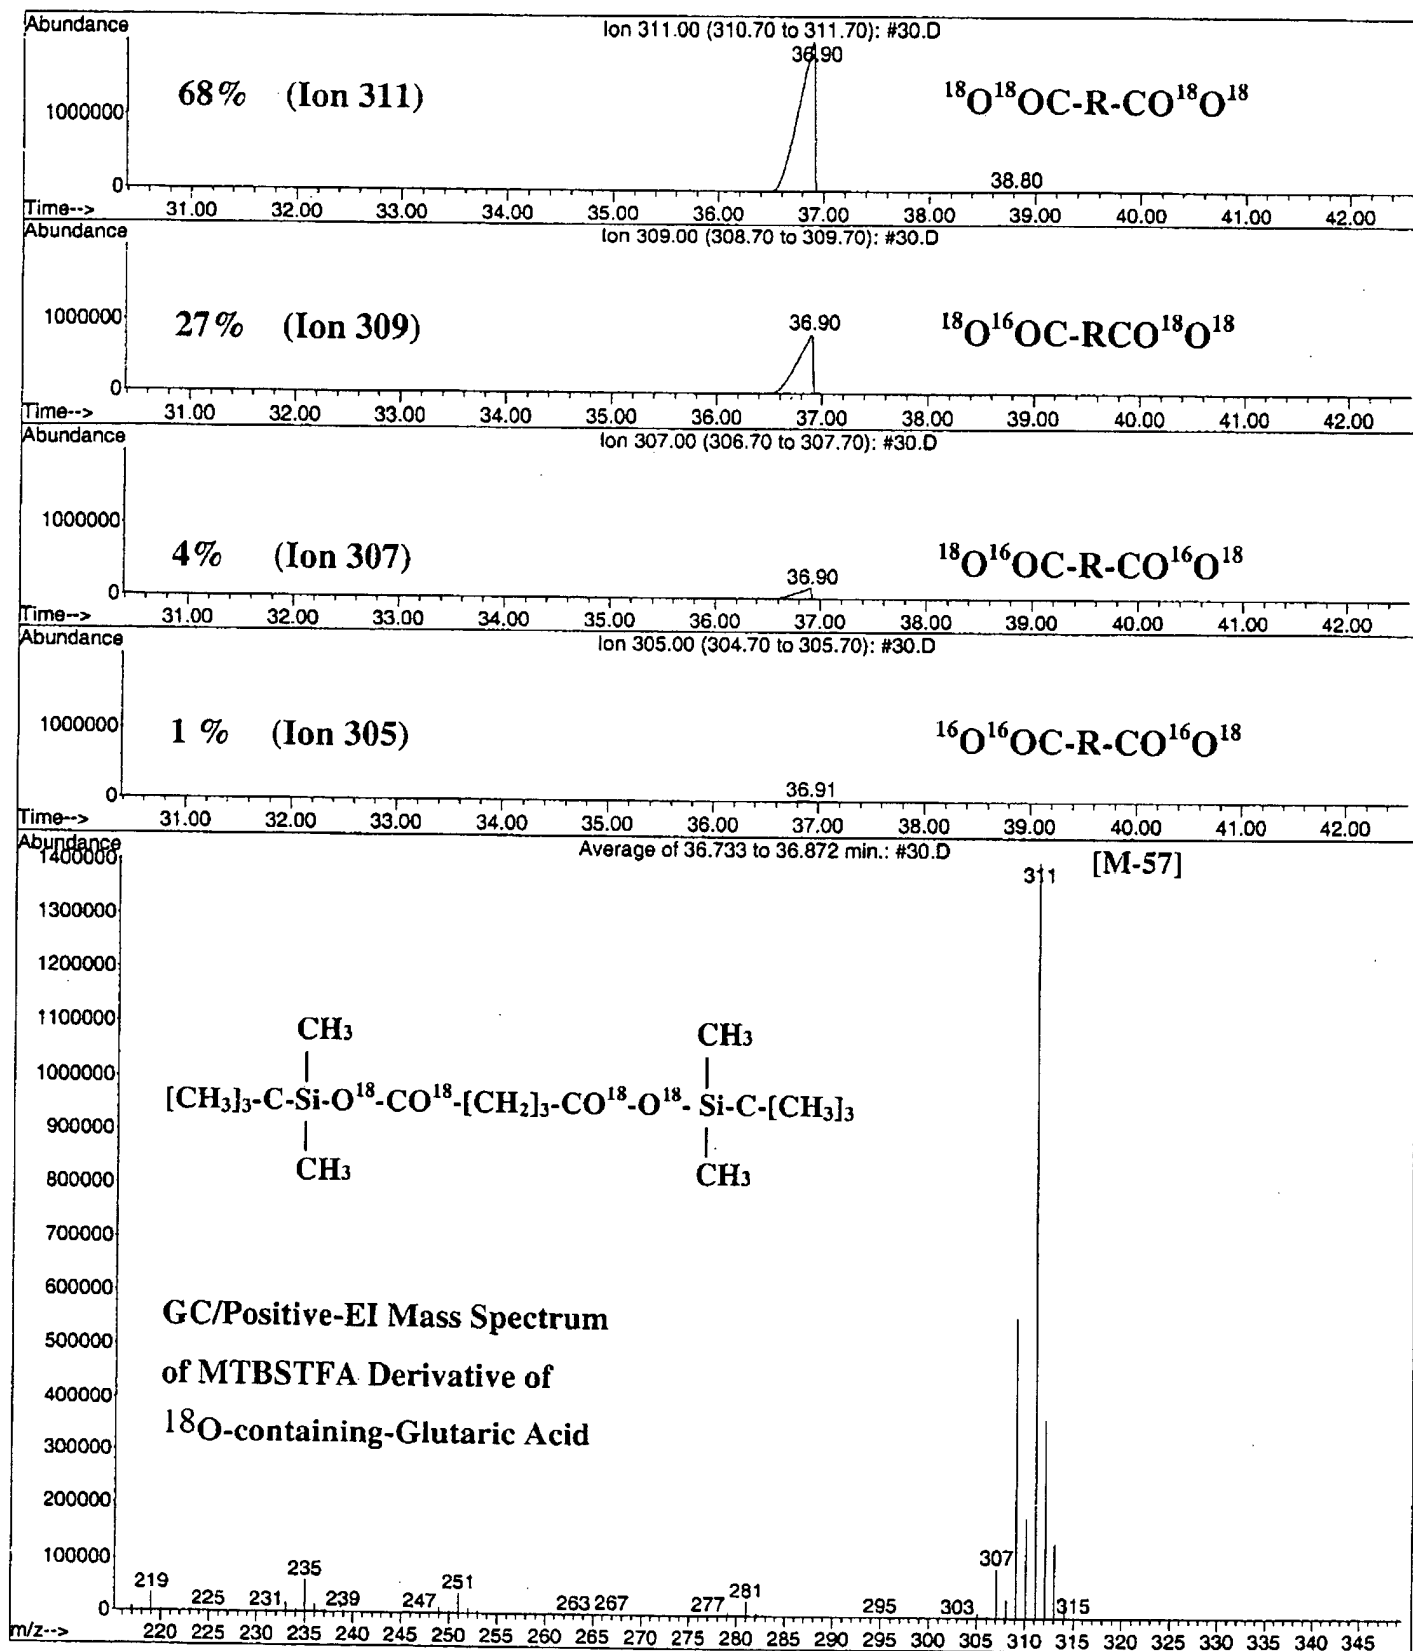 Abundance
Ion 311.00 (310.70 to 311.70): #30.D
36.90
68% (Ion 311)
¹⁸O¹⁸OC-R-CO¹⁸O¹⁸
1000000
38.80
0
Time--> 31.00 32.00 33.00 34.00 35.00 36.00 37.00 38.00 39.00 40.00 41.00 42.00
Abundance
Ion 309.00 (308.70 to 309.70): #30.D
1000000
27% (Ion 309)
36.90
¹⁸O¹⁶OC-RCO¹⁸O¹⁸
0
Time--> 31.00 32.00 33.00 34.00 35.00 36.00 37.00 38.00 39.00 40.00 41.00 42.00
Abundance
Ion 307.00 (306.70 to 307.70): #30.D
1000000
4% (Ion 307)
36.90
¹⁸O¹⁶OC-R-CO¹⁶O¹⁸
0
Time--> 31.00 32.00 33.00 34.00 35.00 36.00 37.00 38.00 39.00 40.00 41.00 42.00
Abundance
Ion 305.00 (304.70 to 305.70): #30.D
1000000
1 % (Ion 305)
¹⁶O¹⁶OC-R-CO¹⁶O¹⁸
36.91
0
Time--> 31.00 32.00 33.00 34.00 35.00 36.00 37.00 38.00 39.00 40.00 41.00 42.00
Abundance
Average of 36.733 to 36.872 min.: #30.D
1400000
311 [M-57]
1300000
1200000
1100000
CH₃ CH₃
1000000
[CH₃]₃-C-Si-O¹⁸-CO¹⁸-[CH₂]₃-CO¹⁸-O¹⁸- Si-C-[CH₃]₃
900000
CH₃ CH₃
800000
700000
600000
GC/Positive-EI Mass Spectrum
500000
of MTBSTFA Derivative of
400000
¹⁸O-containing-Glutaric Acid
300000
200000
100000
219 225 231 235 239 247 251 263 267 277 281 295 303 307 315
0
m/z--> 220 225 230 235 240 245 250 255 260 265 270 275 280 285 290 295 300 305 310 315 320 325 330 335 340 345